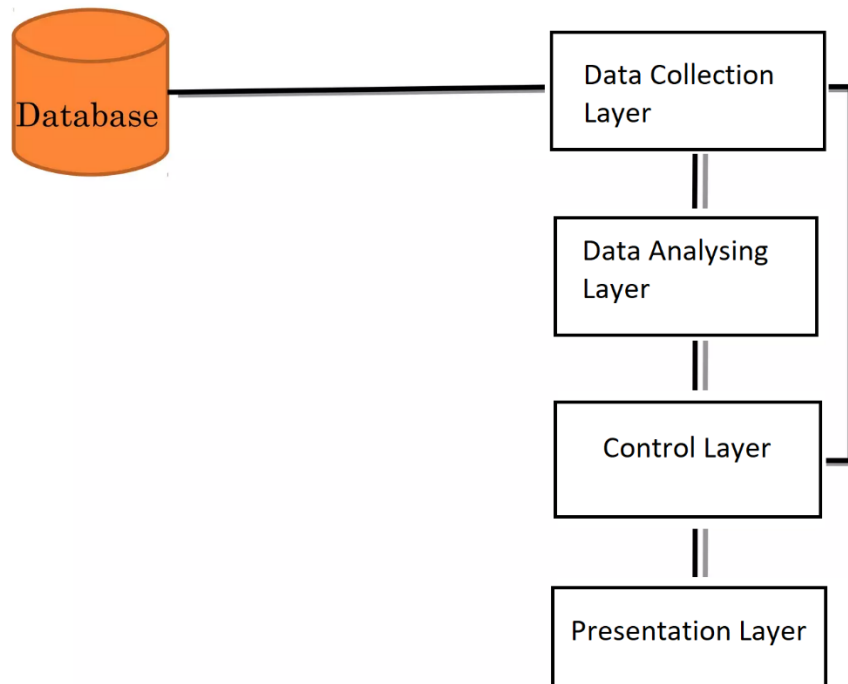 Database
Data Collection
Layer
Data Analysing
Layer
Control Layer
Presentation Layer